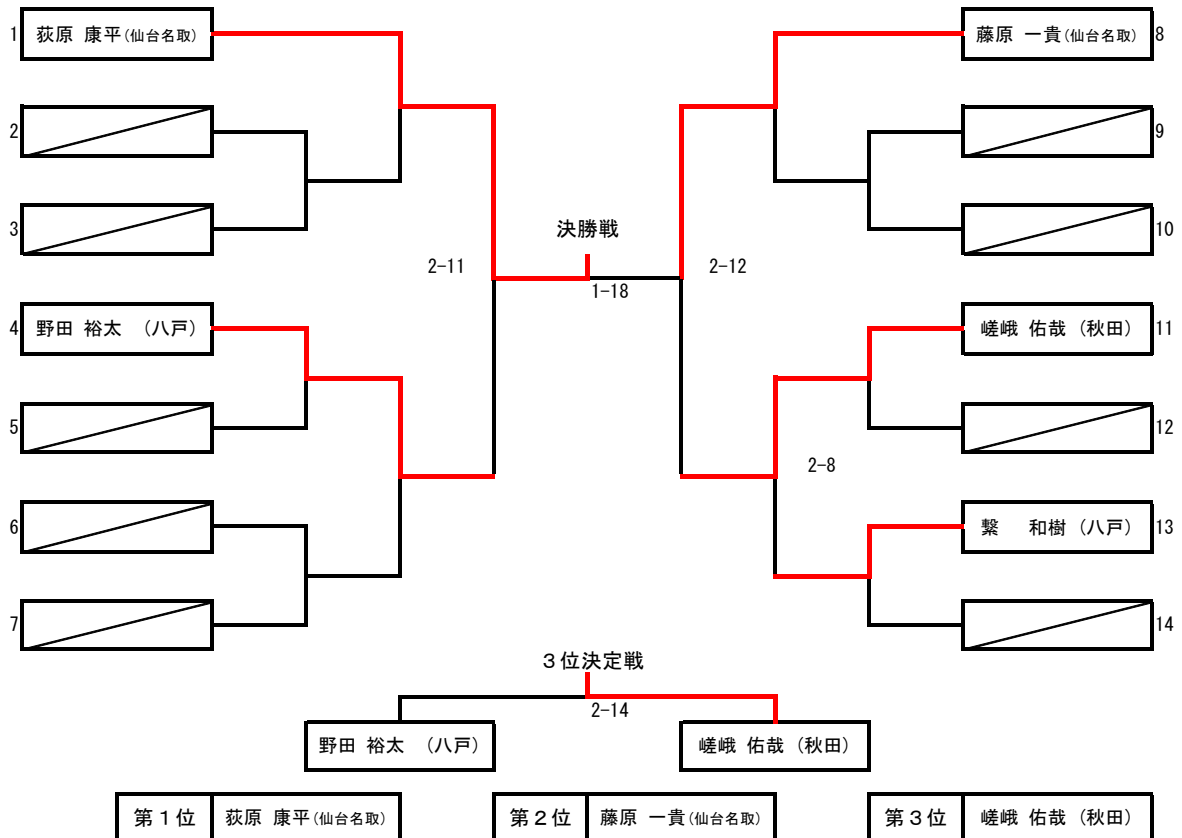 1 荻原 康平(仙台名取)
2
3
4 野田 裕太 (八戸)
5
6
7
藤原 一貴(仙台名取) 8
9
10
嵯峨 佑哉(秋田) 11
12
繋 和樹(八戸) 13
14
決勝戦
2-11
1-18
2-12
2-8
3位決定戦
2-14
野田 裕太 (八戸)
嵯峨 佑哉(秋田)
第1位 荻原 康平(仙台名取)
第2位 藤原 一貴(仙台名取)
第3位 嵯峨 佑哉(秋田)